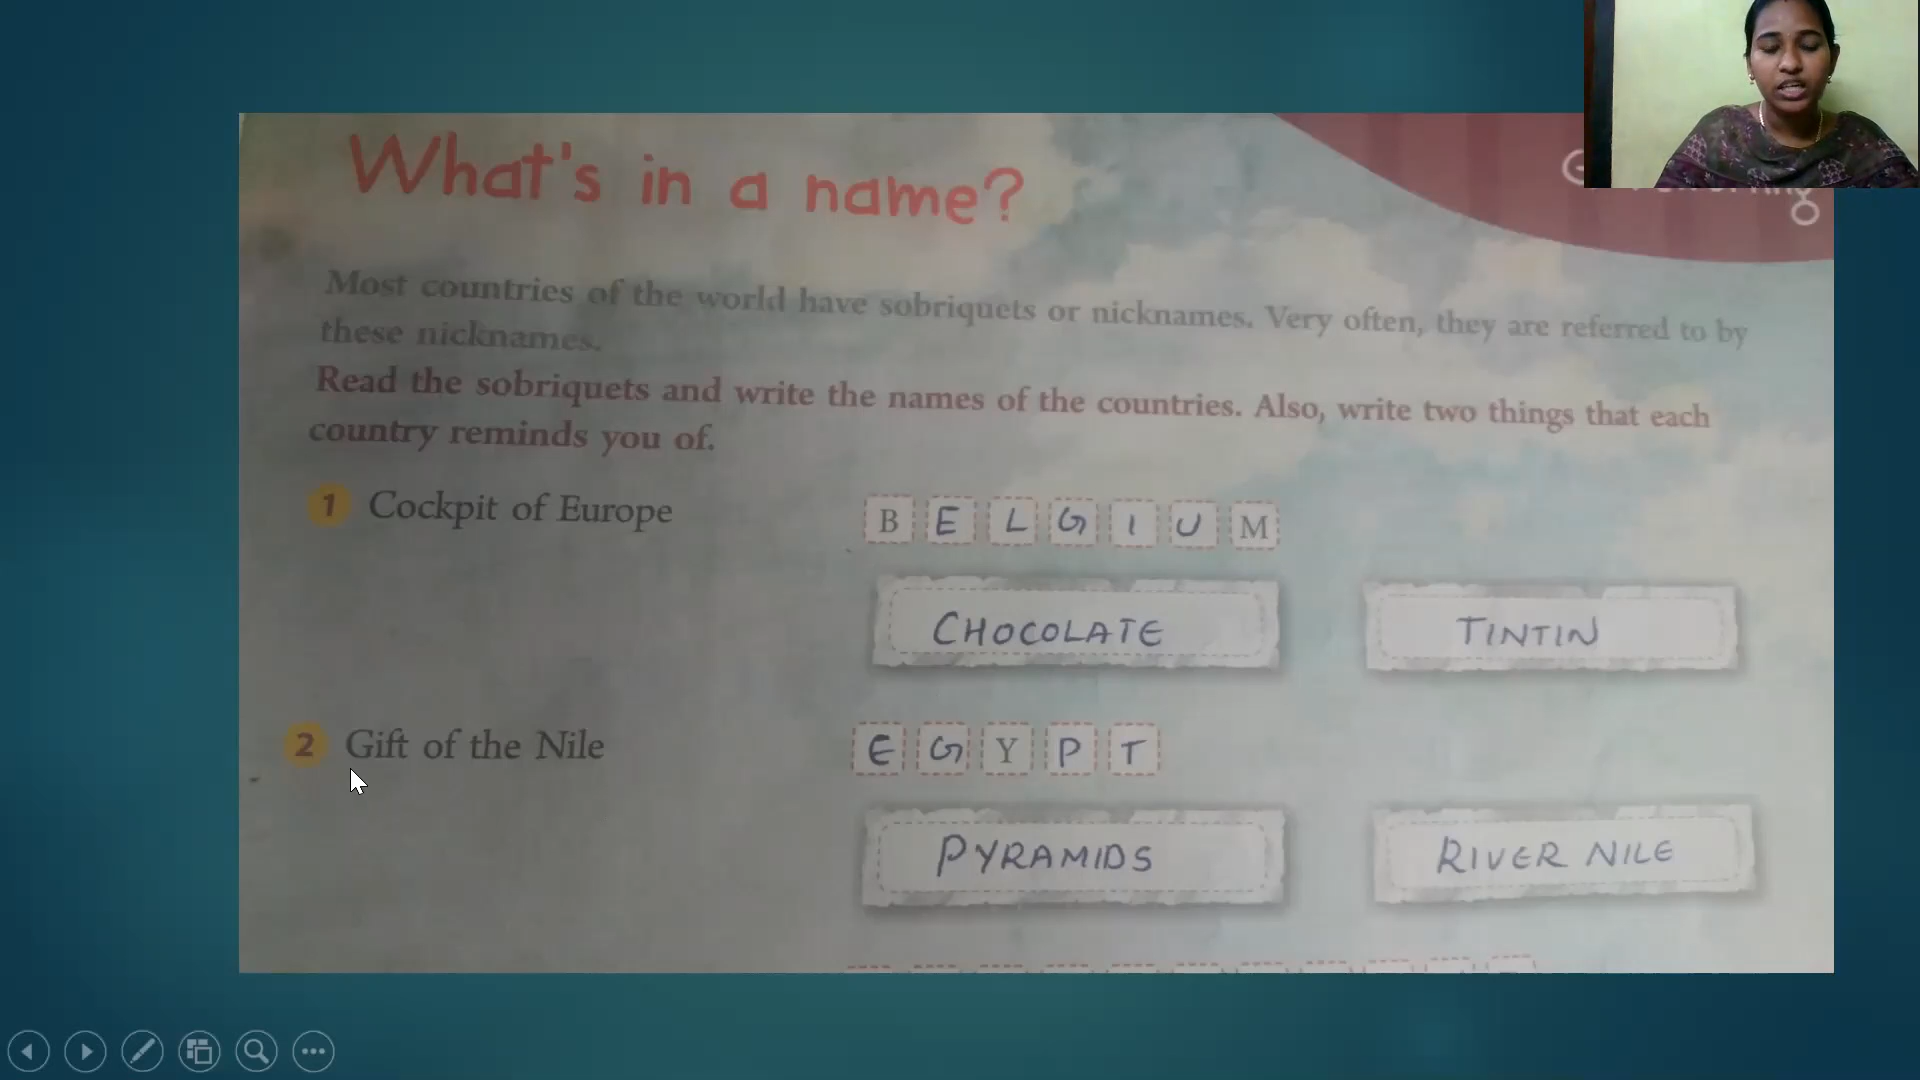 What's in a name?
Most countries of the world have sobriquets or nicknames. Very often, they are referred to by
these nicknames.
Read the sobriquets and write the names of the countries. Also, write two things that each
country reminds you of.
1 Cockpit of Europe
B E L G I U M
CHOCOLATE
TINTIN
2 Gift of the Nile
E G Y P T
PYRAMIDS
RIVER NILE